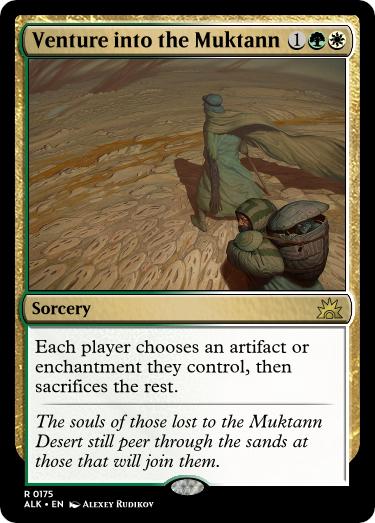 Venture into the Muktann 1
Sorcery
Each player chooses an artifact or
enchantment they control, then
sacrifices the rest.
The souls of those lost to the Muktann
Desert still peer through the sands at
those that will join them.
R 0175
ALK • EN Alexey Rudikov